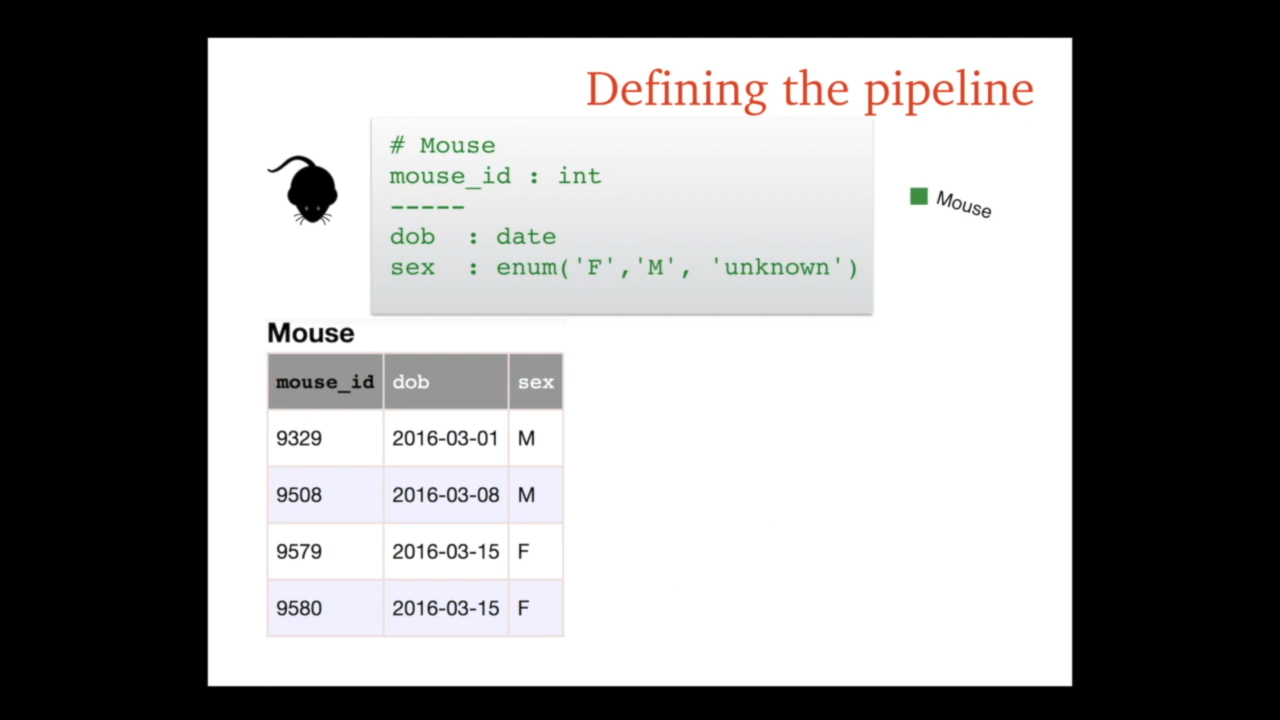 Defining the pipeline
# Mouse
mouse_id : int
-----
dob  : date
sex  : enum('F','M', 'unknown')
Mouse
Mouse
mouse_id dob sex
9329 2016-03-01 M
9508 2016-03-08 M
9579 2016-03-15 F
9580 2016-03-15 F